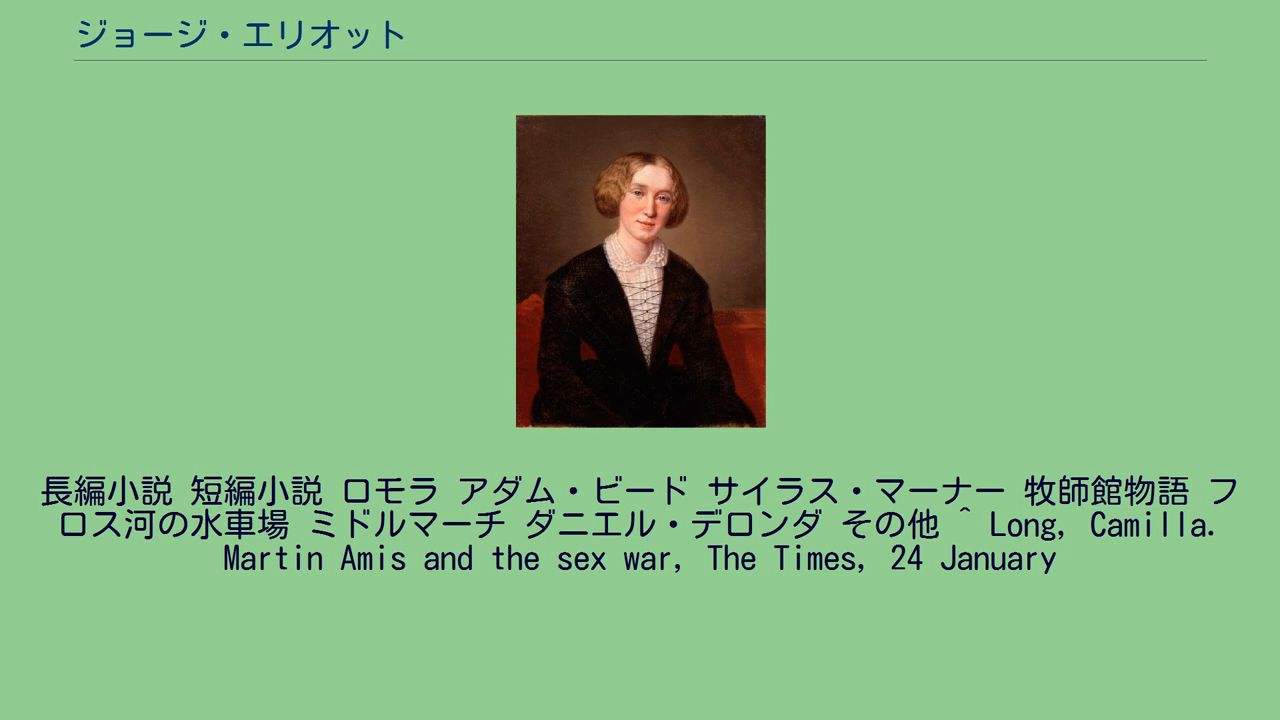 ジョージ・エリオット
長編小説 短編小説 ロモラ アダム・ビード サイラス・マーナー 牧師館物語 フ
ロス河の水車場 ミドルマーチ ダニエル・デロンダ その他 ^ Long, Camilla.
Martin Amis and the sex war, The Times, 24 January